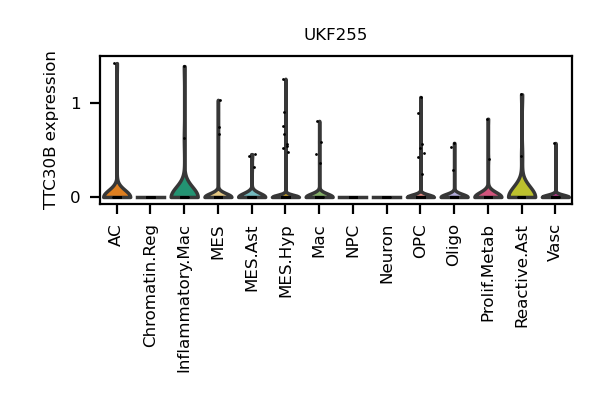 UKF255
TTC30B expression
1
0
AC
Chromatin.Reg
Inflammatory.Mac
MES
MES.Ast
MES.Hyp
Mac
NPC
Neuron
OPC
Oligo
Prolif.Metab
Reactive.Ast
Vasc